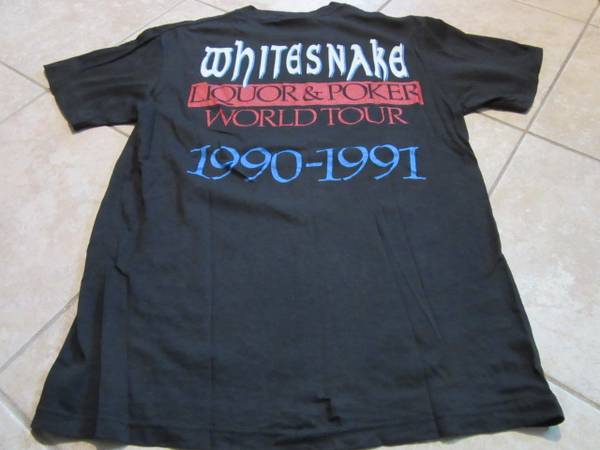 WHITESNAKE
LIQUOR & POKER
WORLD TOUR
1990-1991